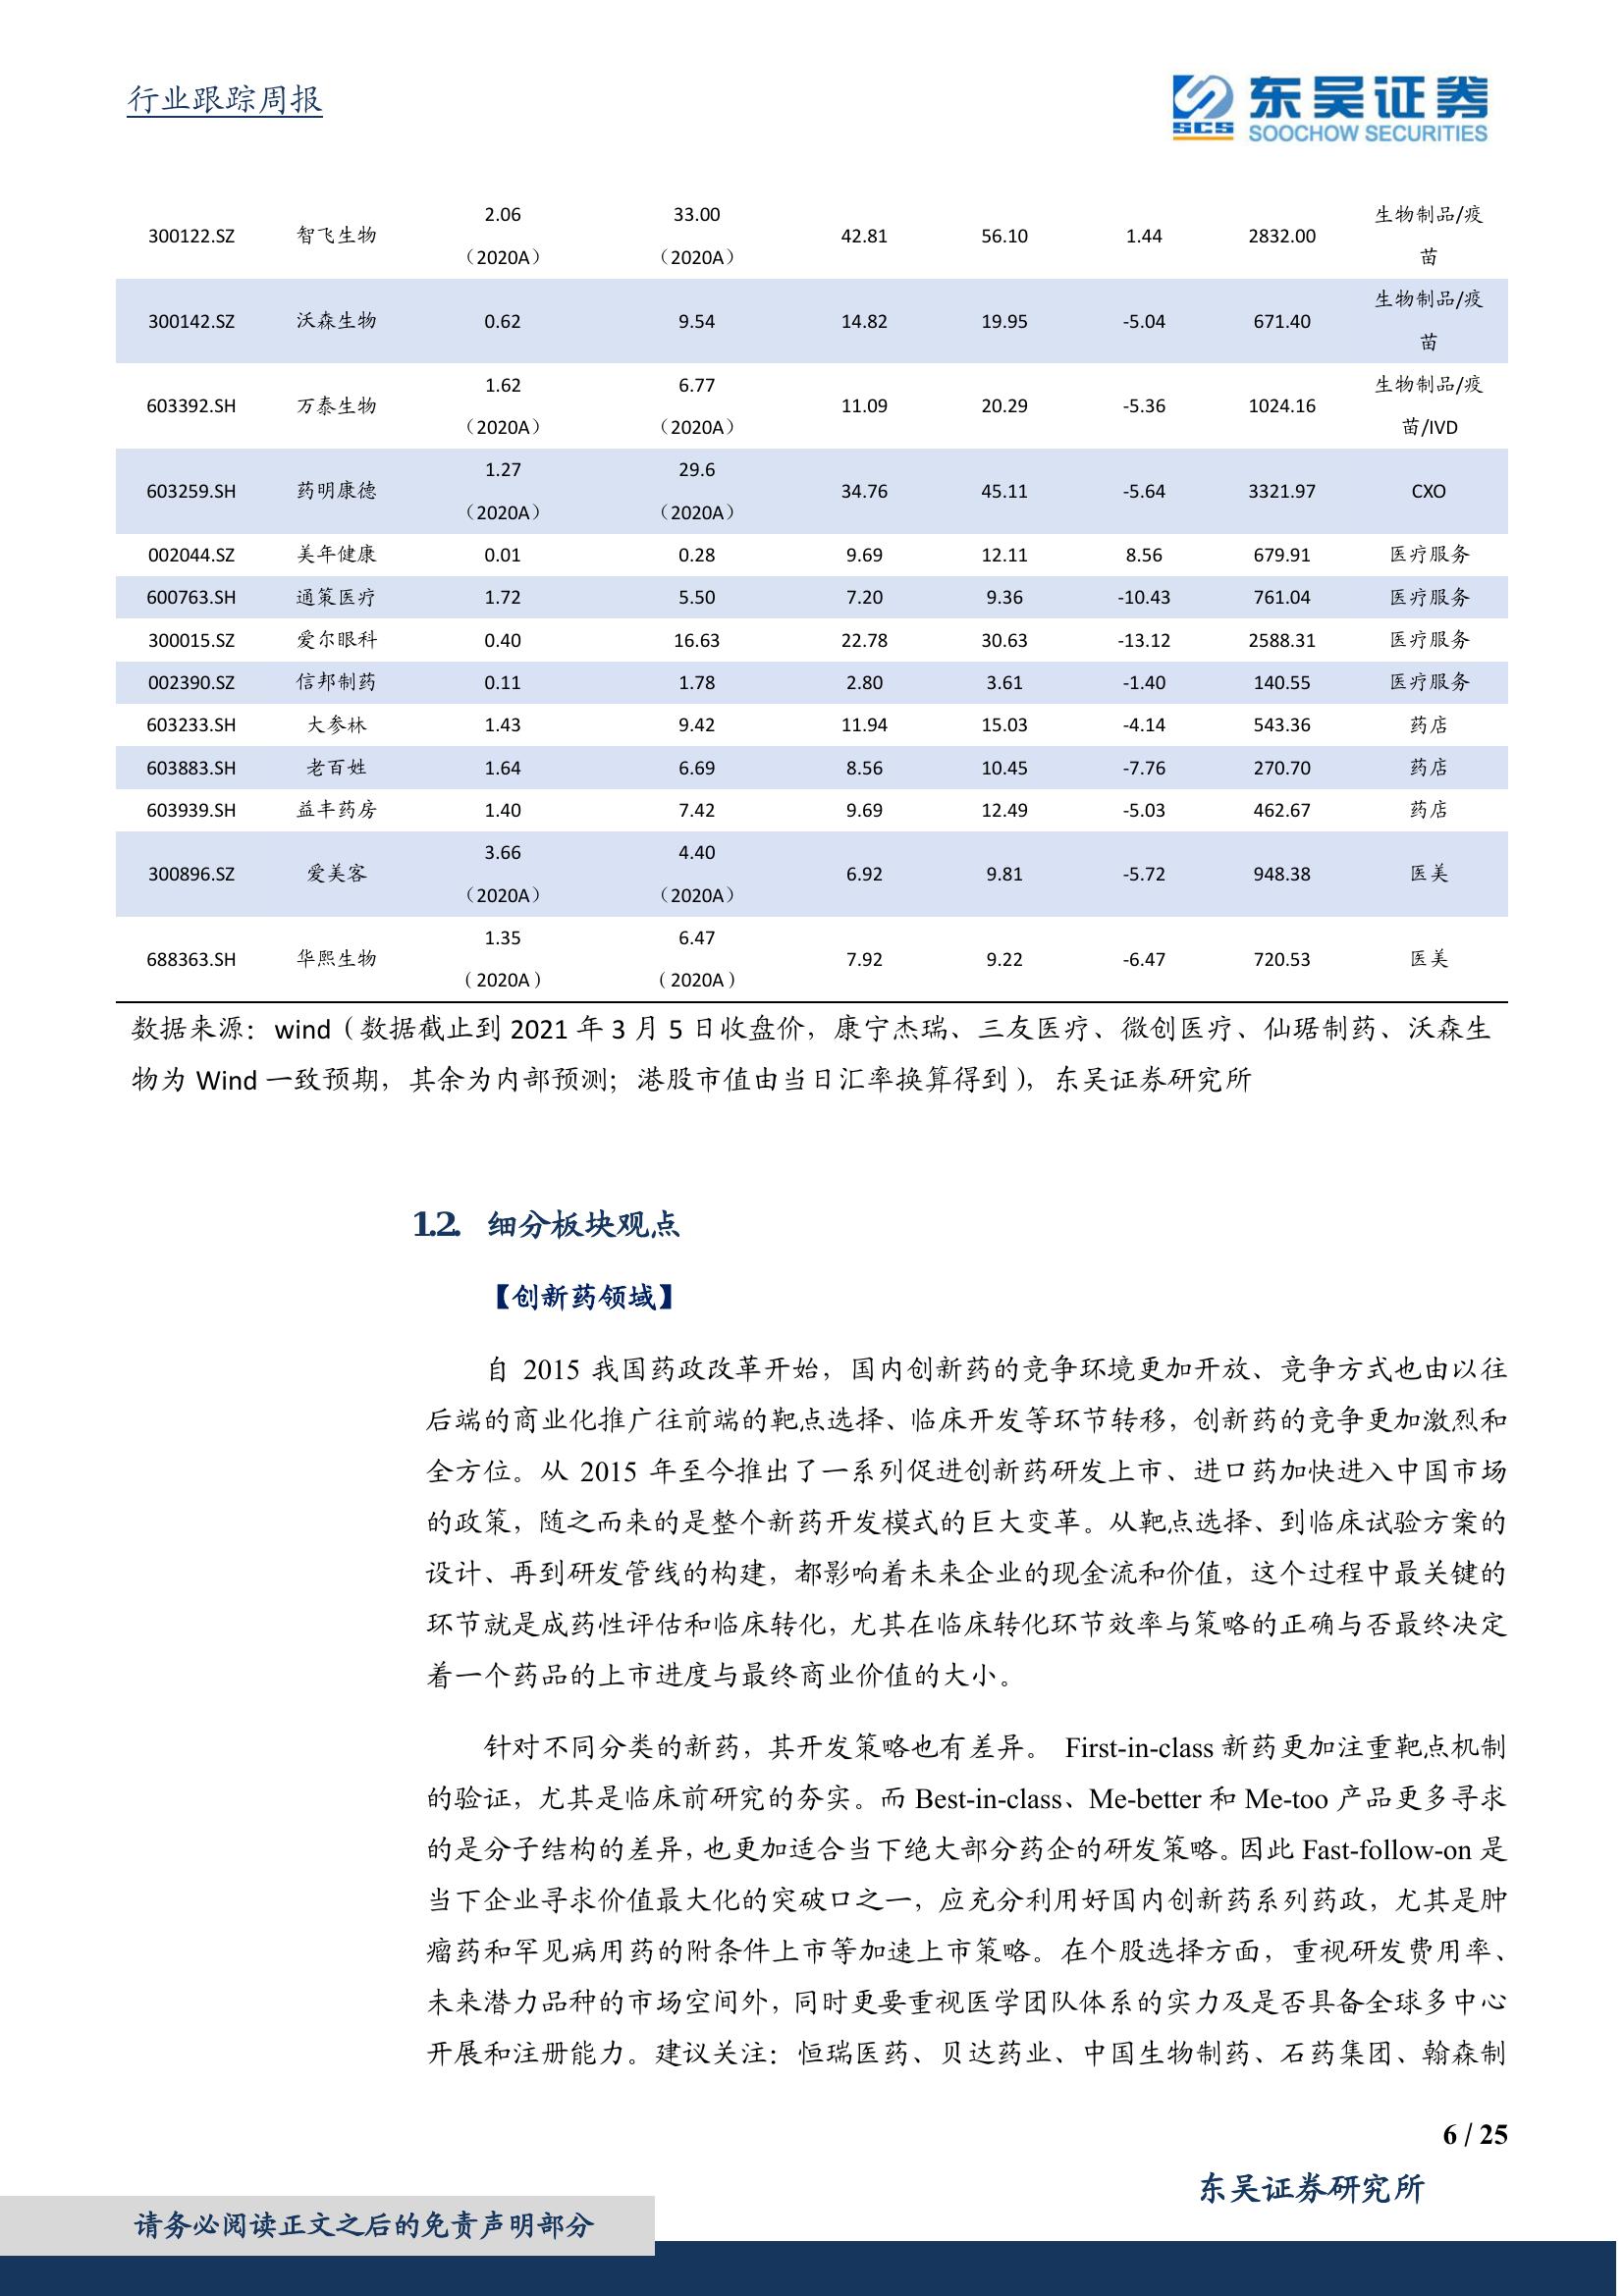 行业跟踪周报
东吴证券
SCS
SOOCHOW SECURITIES
300122.SZ 智飞生物 2.06 （2020A） 33.00 （2020A） 42.81 56.10 1.44 2832.00 生物制品/疫苗
300142.SZ 沃森生物 0.62 9.54 14.82 19.95 -5.04 671.40 生物制品/疫苗
603392.SH 万泰生物 1.62 （2020A） 6.77 （2020A） 11.09 20.29 -5.36 1024.16 生物制品/疫苗/IVD
603259.SH 药明康德 1.27 （2020A） 29.6 （2020A） 34.76 45.11 -5.64 3321.97 CXO
002044.SZ 美年健康 0.01 0.28 9.69 12.11 8.56 679.91 医疗服务
600763.SH 通策医疗 1.72 5.50 7.20 9.36 -10.43 761.04 医疗服务
300015.SZ 爱尔眼科 0.40 16.63 22.78 30.63 -13.12 2588.31 医疗服务
002390.SZ 信邦制药 0.11 1.78 2.80 3.61 -1.40 140.55 医疗服务
603233.SH 大参林 1.43 9.42 11.94 15.03 -4.14 543.36 药店
603883.SH 老百姓 1.64 6.69 8.56 10.45 -7.76 270.70 药店
603939.SH 益丰药房 1.40 7.42 9.69 12.49 -5.03 462.67 药店
300896.SZ 爱美客 3.66 （2020A） 4.40 （2020A） 6.92 9.81 -5.72 948.38 医美
688363.SH 华熙生物 1.35 （2020A） 6.47 （2020A） 7.92 9.22 -6.47 720.53 医美
数据来源：wind（数据截止到 2021 年 3 月 5 日收盘价，康宁杰瑞、三友医疗、微创医疗、仙琚制药、沃森生
物为 Wind 一致预期，其余为内部预测；港股市值由当日汇率换算得到），东吴证券研究所
1.2. 细分板块观点
【创新药领域】
自 2015 我国药政改革开始，国内创新药的竞争环境更加开放、竞争方式也由以往
后端的商业化推广往前端的靶点选择、临床开发等环节转移，创新药的竞争更加激烈和
全方位。从 2015 年至今推出了一系列促进创新药研发上市、进口药加快进入中国市场
的政策，随之而来的是整个新药开发模式的巨大变革。从靶点选择、到临床试验方案的
设计、再到研发管线的构建，都影响着未来企业的现金流和价值，这个过程中最关键的
环节就是成药性评估和临床转化，尤其在临床转化环节效率与策略的正确与否最终决定
着一个药品的上市进度与最终商业价值的大小。
针对不同分类的新药，其开发策略也有差异。 First-in-class 新药更加注重靶点机制
的验证，尤其是临床前研究的夯实。而 Best-in-class、Me-better 和 Me-too 产品更多寻求
的是分子结构的差异，也更加适合当下绝大部分药企的研发策略。因此 Fast-follow-on 是
当下企业寻求价值最大化的突破口之一，应充分利用好国内创新药系列药政，尤其是肿
瘤药和罕见病用药的附条件上市等加速上市策略。在个股选择方面，重视研发费用率、
未来潜力品种的市场空间外，同时更要重视医学团队体系的实力及是否具备全球多中心
开展和注册能力。建议关注：恒瑞医药、贝达药业、中国生物制药、石药集团、翰森制
6 / 25
东吴证券研究所
请务必阅读正文之后的免责声明部分